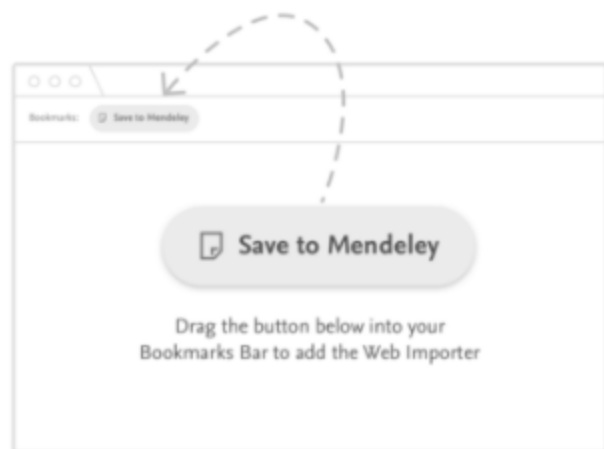 Bookmarks: Save to Mendeley
Save to Mendeley
Drag the button below into your
Bookmarks Bar to add the Web Importer